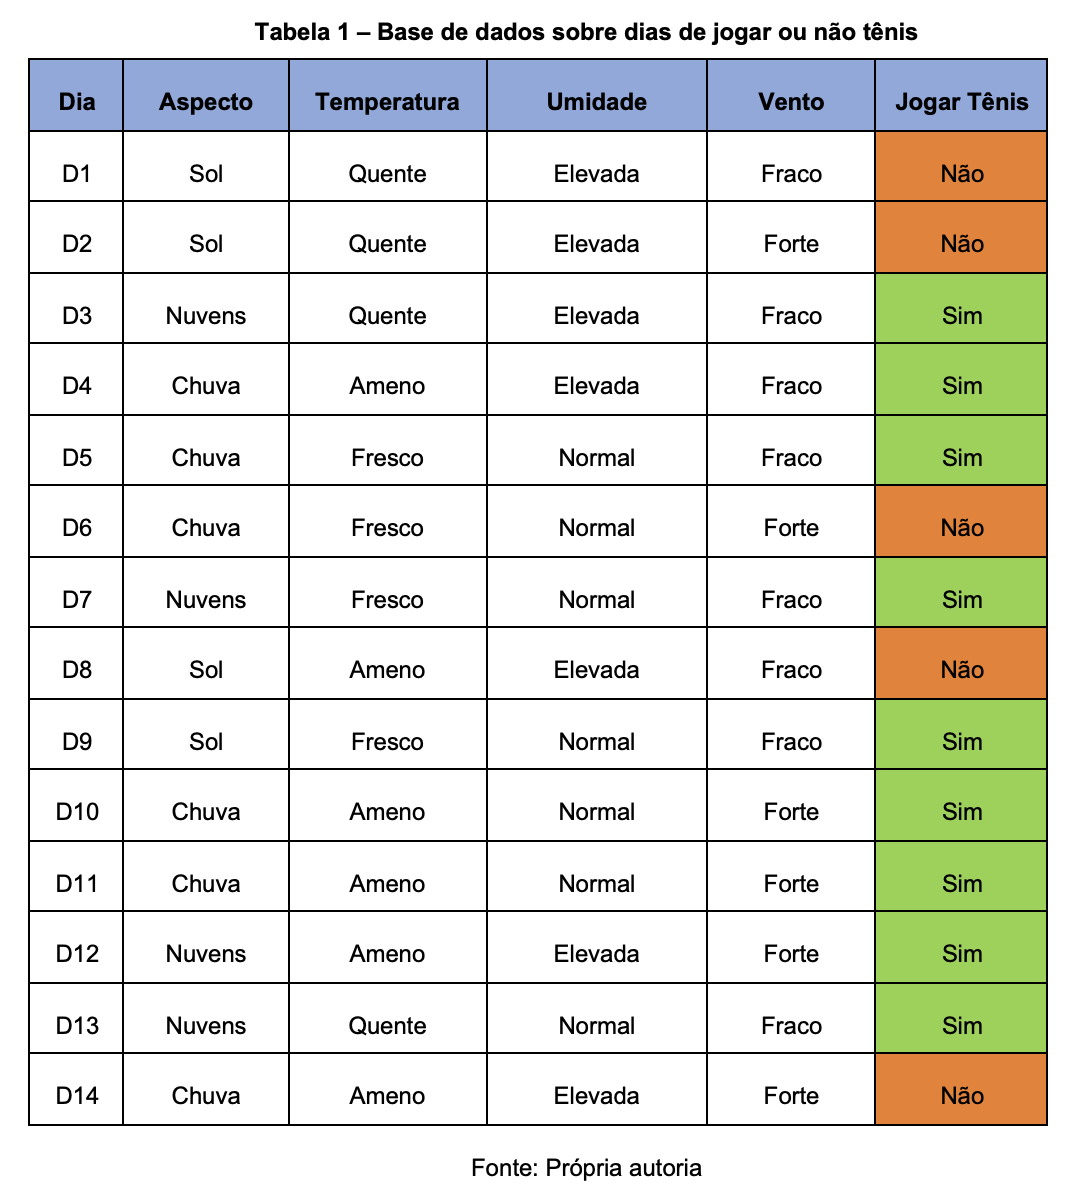 Tabela 1 – Base de dados sobre dias de jogar ou não tênis
Dia Aspecto Temperatura Umidade Vento Jogar Tênis
D1 Sol Quente Elevada Fraco Não
D2 Sol Quente Elevada Forte Não
D3 Nuvens Quente Elevada Fraco Sim
D4 Chuva Ameno Elevada Fraco Sim
D5 Chuva Fresco Normal Fraco Sim
D6 Chuva Fresco Normal Forte Não
D7 Nuvens Fresco Normal Fraco Sim
D8 Sol Ameno Elevada Fraco Não
D9 Sol Fresco Normal Fraco Sim
D10 Chuva Ameno Normal Forte Sim
D11 Chuva Ameno Normal Forte Sim
D12 Nuvens Ameno Elevada Forte Sim
D13 Nuvens Quente Normal Fraco Sim
D14 Chuva Ameno Elevada Forte Não
Fonte: Própria autoria